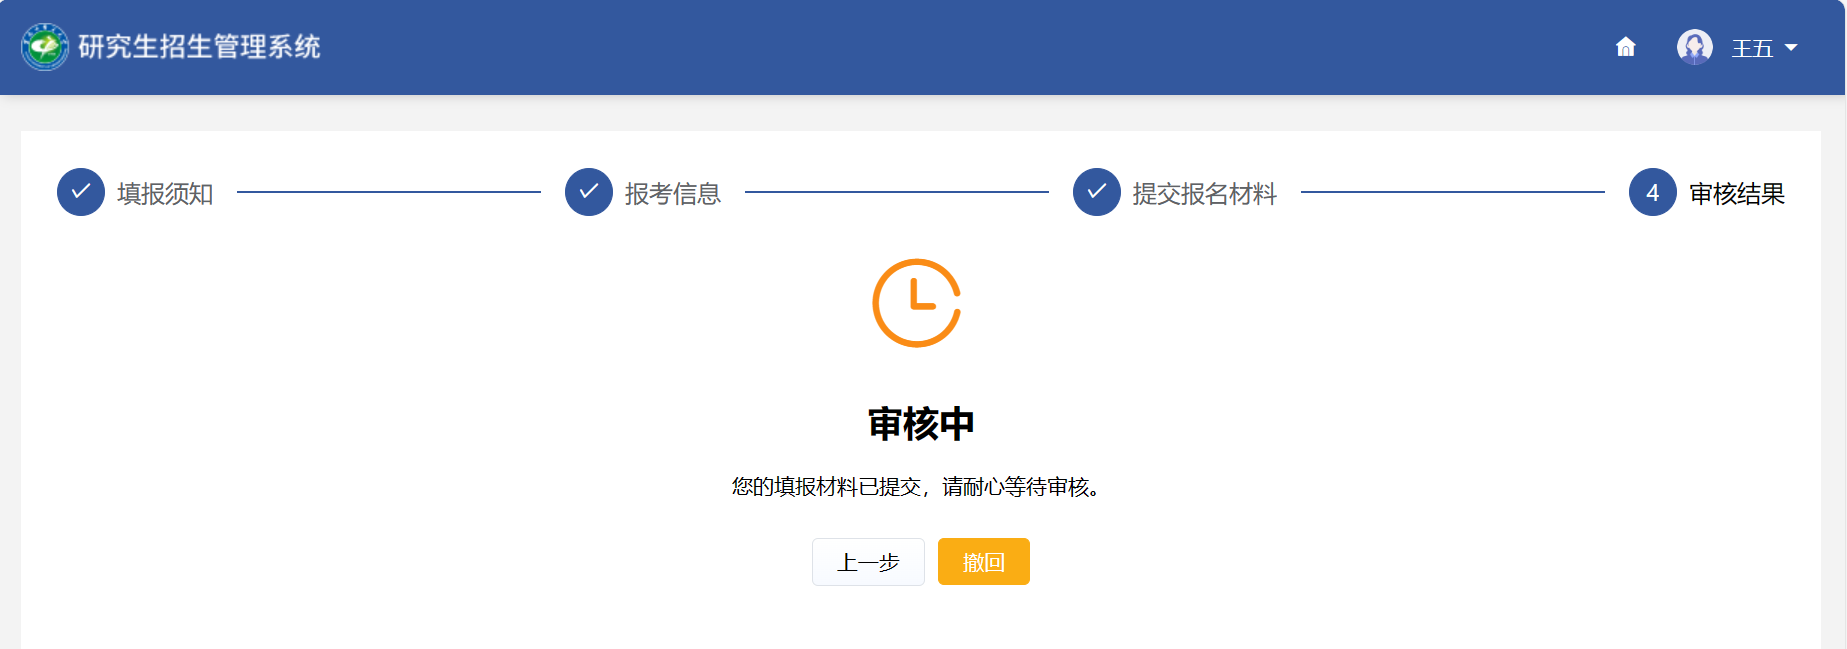 研究生招生管理系统
王五
填报须知
报考信息
提交报名材料
4 审核结果
审核中
您的填报材料已提交，请耐心等待审核。
上一步 撤回